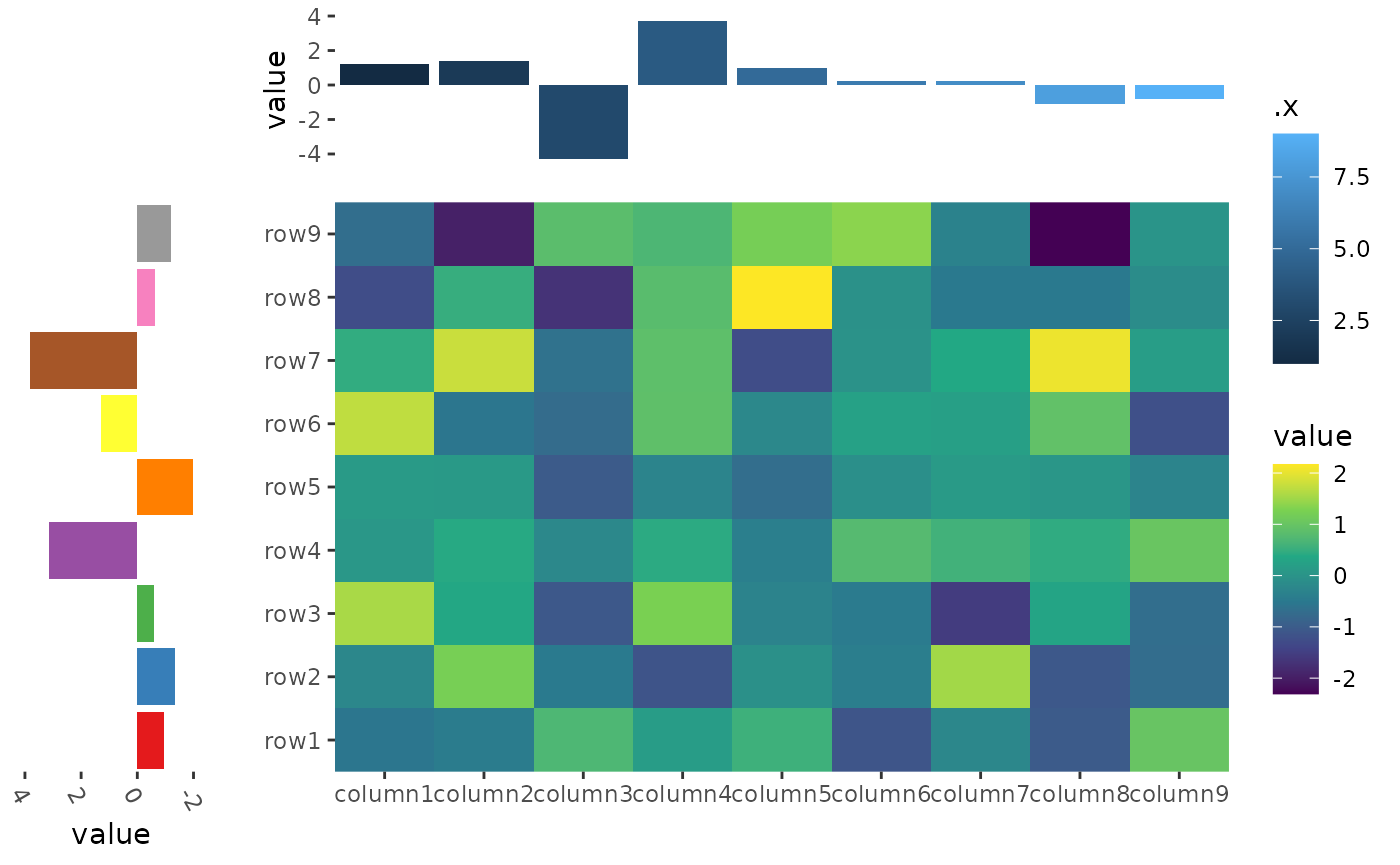 4
2
0
-2
-4
value
.x
7.5
5.0
2.5
value
2
1
0
-1
-2
row9
row8
row7
row6
row5
row4
row3
row2
row1
column1 column2 column3 column4 column5 column6 column7 column8 column9
4 2 0 -2
value